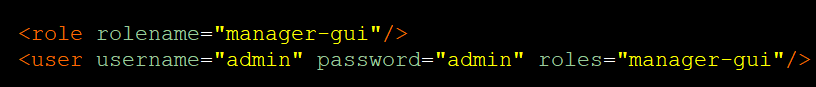 <role rolename="manager-gui"/>
<user username="admin" password="admin" roles="manager-gui"/>